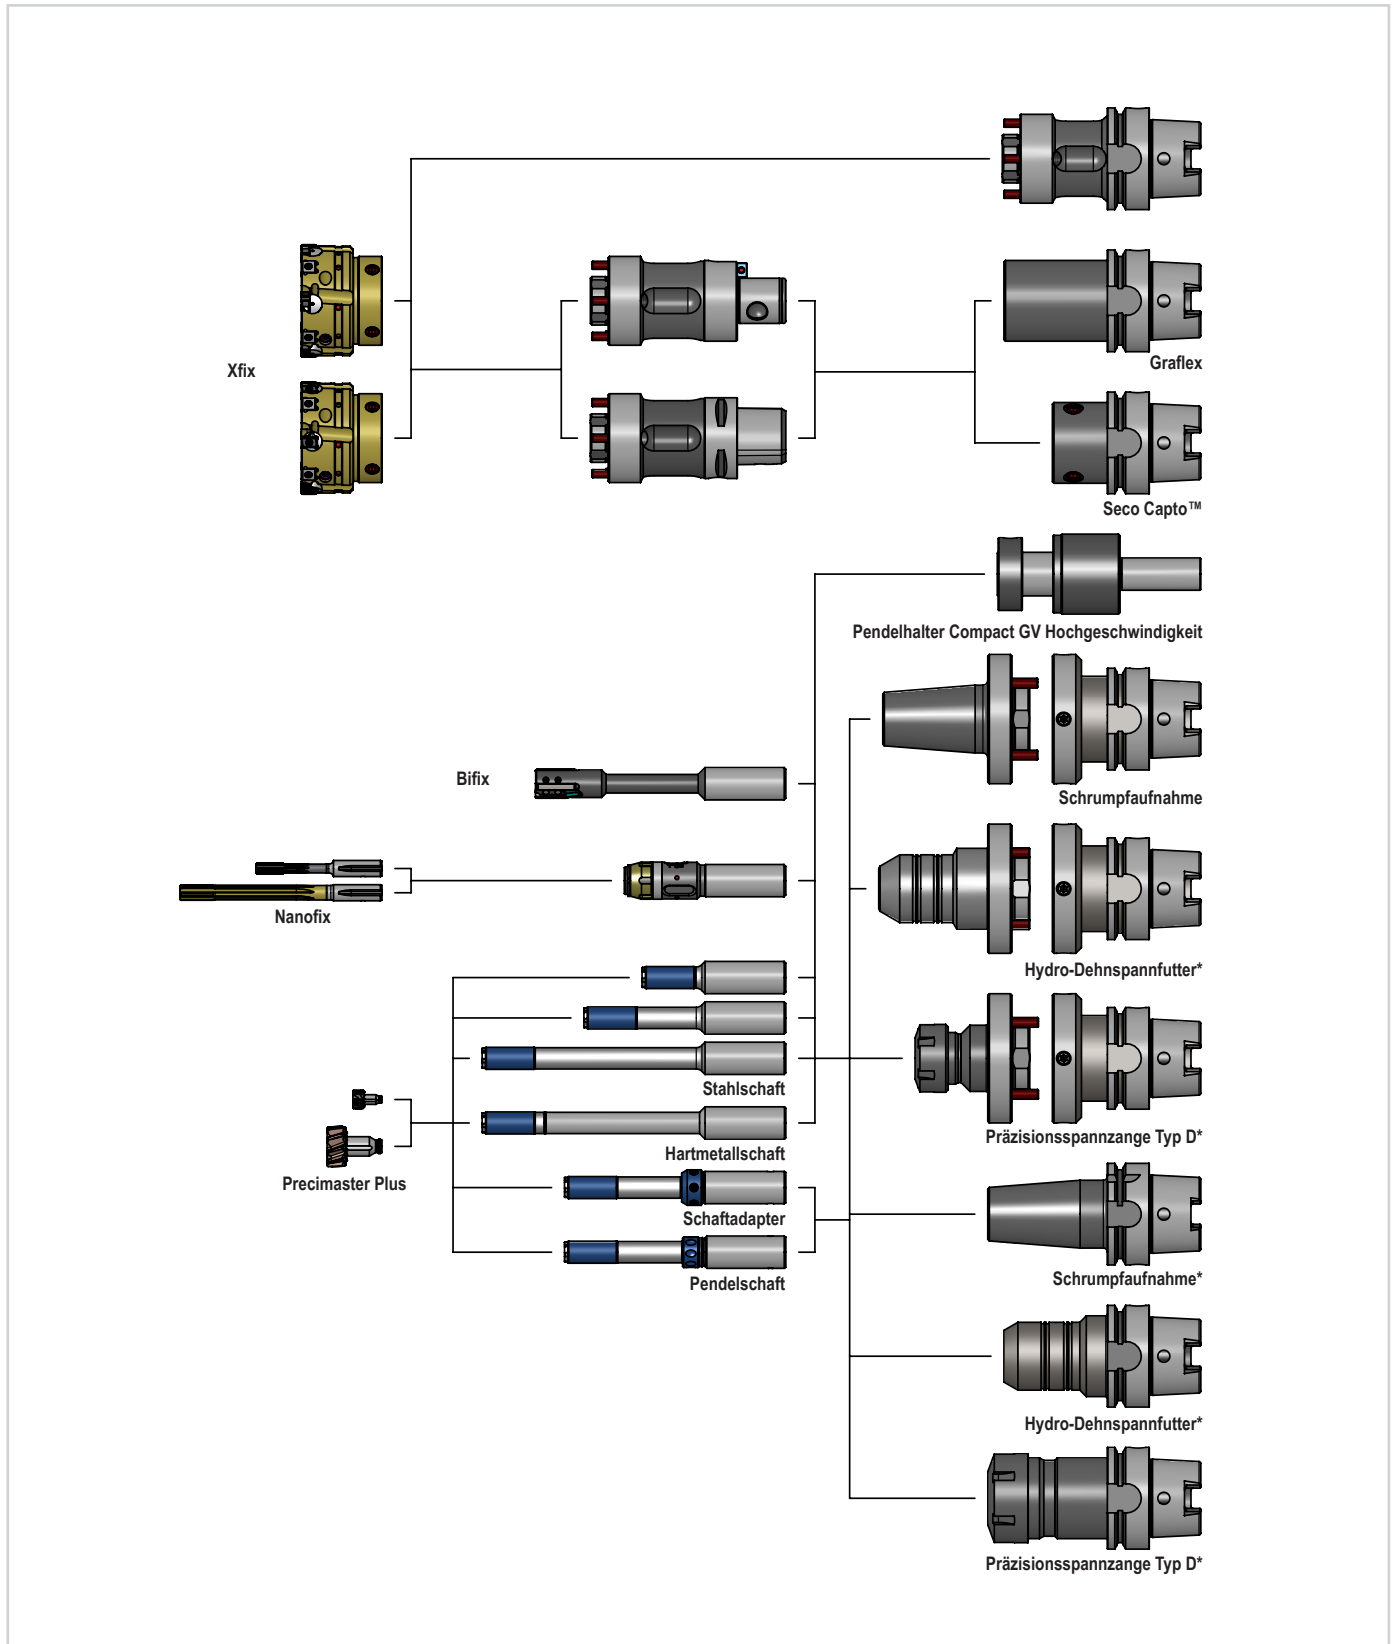 Xfix
Graflex
Seco Capto™
Pendelhalter Compact GV Hochgeschwindigkeit
Bifix
Schrumpfaufnahme
Nanofix
Hydro-Dehnspannfutter*
Stahlschaft
Präzisionsspannzange Typ D*
Hartmetallschaft
Precimaster Plus
Schaftadapter
Schrumpfaufnahme*
Pendelschaft
Hydro-Dehnspannfutter*
Präzisionsspannzange Typ D*